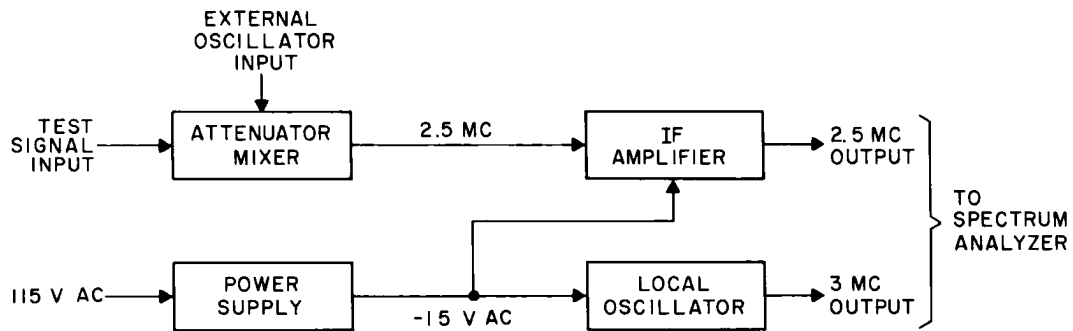 EXTERNAL
OSCILLATOR
INPUT
TEST
SIGNAL
INPUT
ATTENUATOR
MIXER
2.5 MC
IF
AMPLIFIER
2.5 MC
OUTPUT
TO
SPECTRUM
ANALYZER
115 V AC
POWER
SUPPLY
-15 V AC
LOCAL
OSCILLATOR
3 MC
OUTPUT